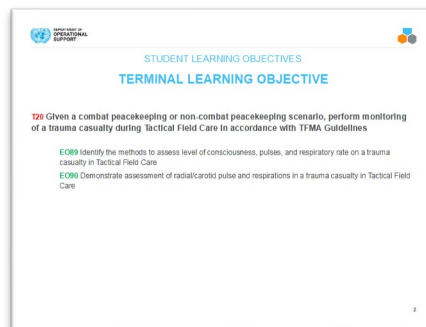 DEPARTMENT OF
OPERATIONAL
SUPPORT
STUDENT LEARNING OBJECTIVES
TERMINAL LEARNING OBJECTIVE
T20 Given a combat peacekeeping or non-combat peacekeeping scenario, perform monitoring
of a trauma casualty during Tactical Field Care in accordance with TFMA Guidelines
EO89 Identify the methods to assess level of consciousness, pulses, and respiratory rate on a trauma
casualty in Tactical Field Care
EO90 Demonstrate assessment of radial/carotid pulse and respirations in a trauma casualty in Tactical Field
Care
2